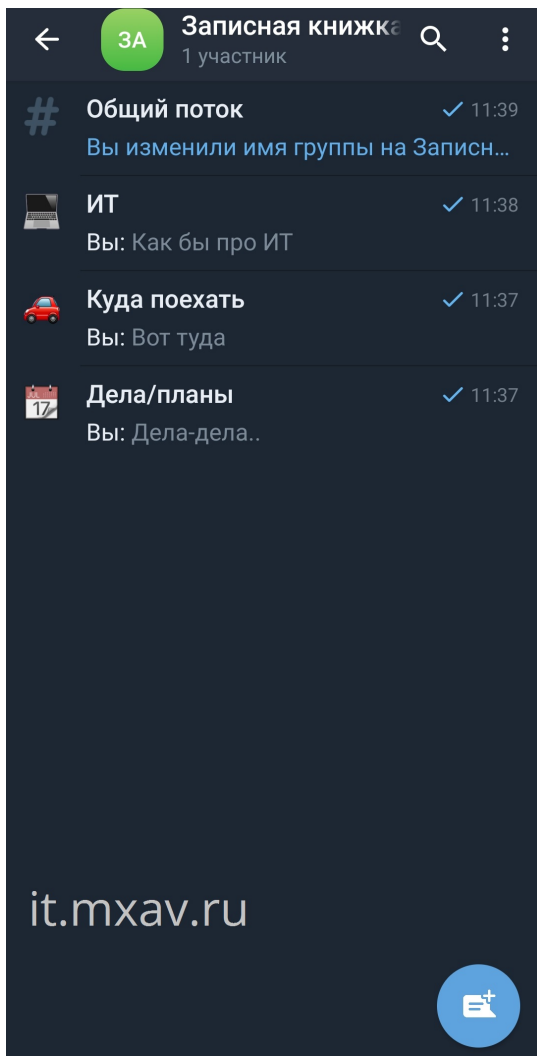 ЗА
Записная книжка
1 участник
# Общий поток
11:39
Вы изменили имя группы на Записн...
ИТ
11:38
Вы: Как бы про ИТ
Куда поехать
11:37
Вы: Вот туда
JUL
17
Дела/планы
11:37
Вы: Дела-дела..
it.mxav.ru